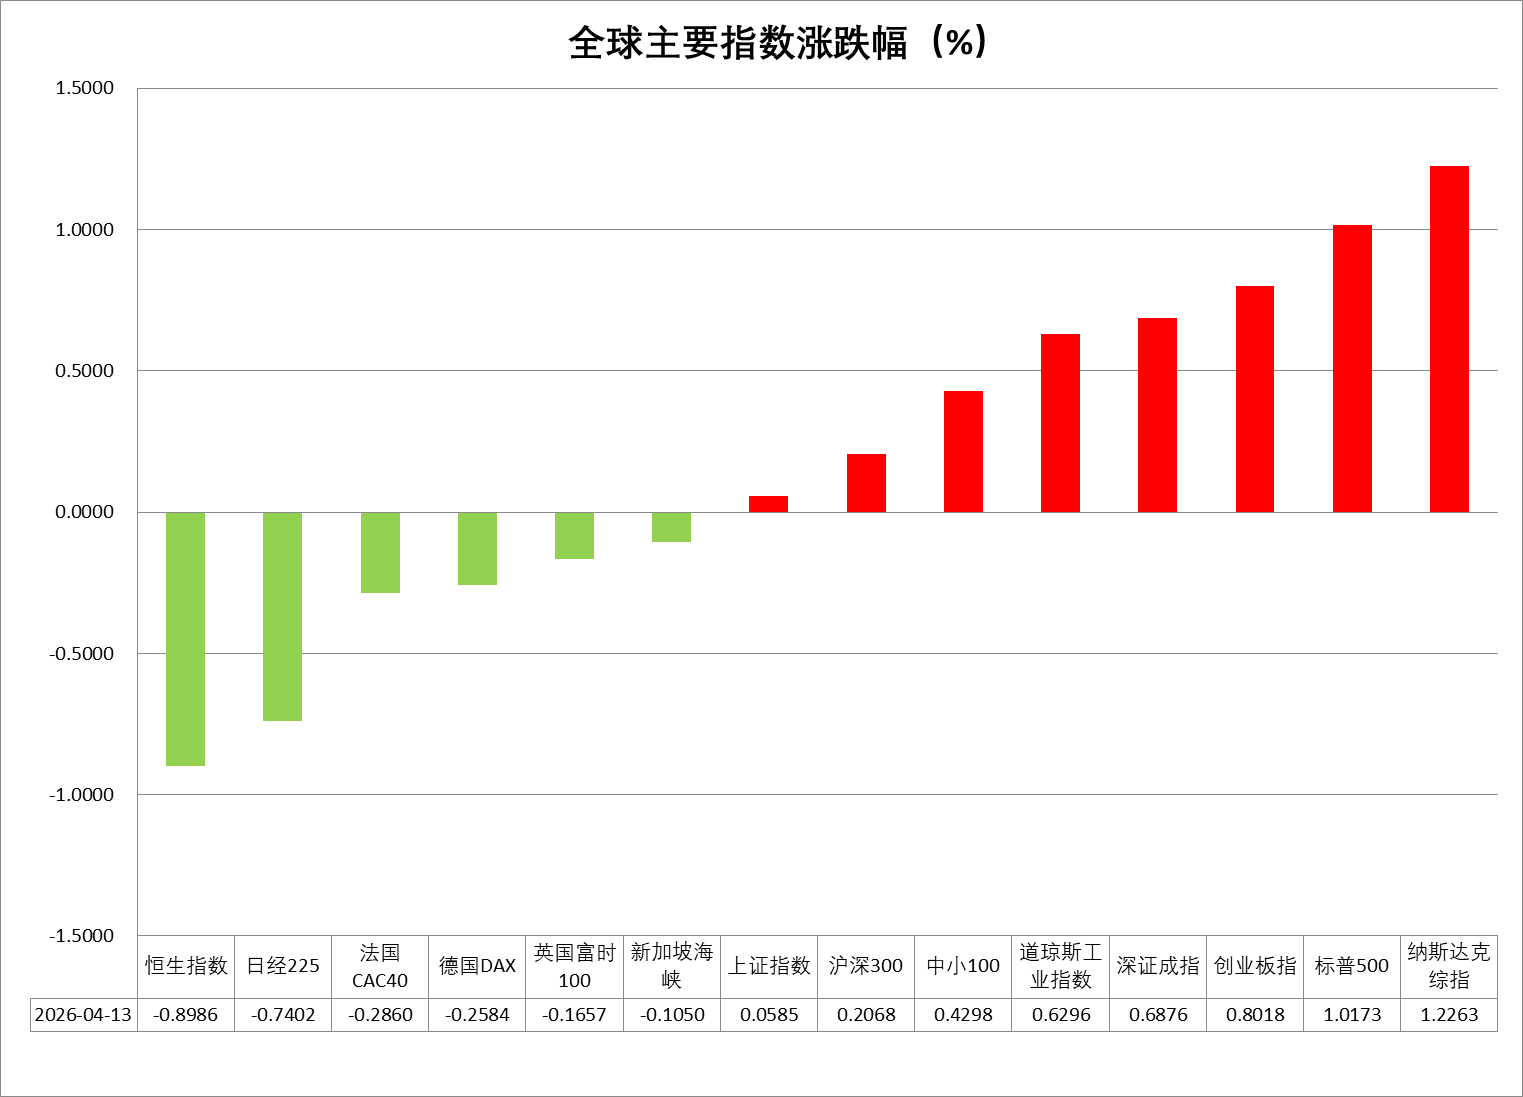 全球主要指数涨跌幅（%）
1.5000
1.0000
0.5000
0.0000
-0.5000
-1.0000
-1.5000
恒生指数
日经225
法国
CAC40
德国DAX
英国富时
100
新加坡海
峡
上证指数
沪深300
中小100
道琼斯工
业指数
深证成指
创业板指
标普500
纳斯达克
综指
2026-04-13 -0.8986 -0.7402 -0.2860 -0.2584 -0.1657 -0.1050 0.0585 0.2068 0.4298 0.6296 0.6876 0.8018 1.0173 1.2263